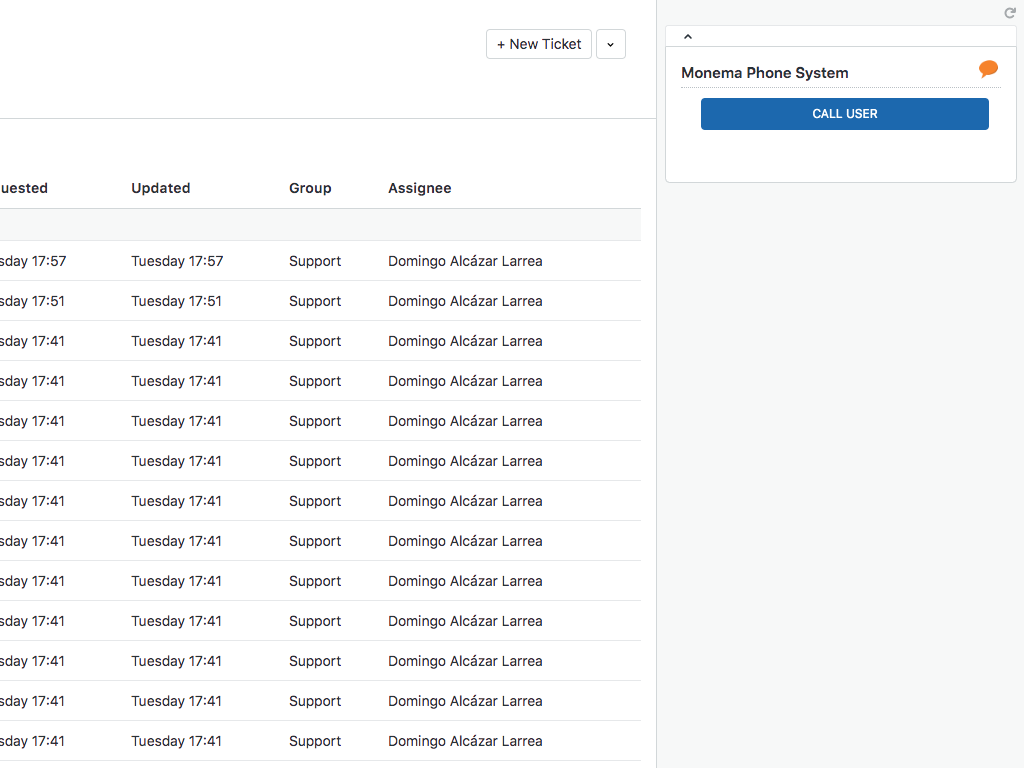 + New Ticket
Monema Phone System
CALL USER
uested Updated Group Assignee
sday 17:57 Tuesday 17:57 Support Domingo Alcázar Larrea
sday 17:51 Tuesday 17:51 Support Domingo Alcázar Larrea
sday 17:41 Tuesday 17:41 Support Domingo Alcázar Larrea
sday 17:41 Tuesday 17:41 Support Domingo Alcázar Larrea
sday 17:41 Tuesday 17:41 Support Domingo Alcázar Larrea
sday 17:41 Tuesday 17:41 Support Domingo Alcázar Larrea
sday 17:41 Tuesday 17:41 Support Domingo Alcázar Larrea
sday 17:41 Tuesday 17:41 Support Domingo Alcázar Larrea
sday 17:41 Tuesday 17:41 Support Domingo Alcázar Larrea
sday 17:41 Tuesday 17:41 Support Domingo Alcázar Larrea
sday 17:41 Tuesday 17:41 Support Domingo Alcázar Larrea
sday 17:41 Tuesday 17:41 Support Domingo Alcázar Larrea
sday 17:41 Tuesday 17:41 Support Domingo Alcázar Larrea